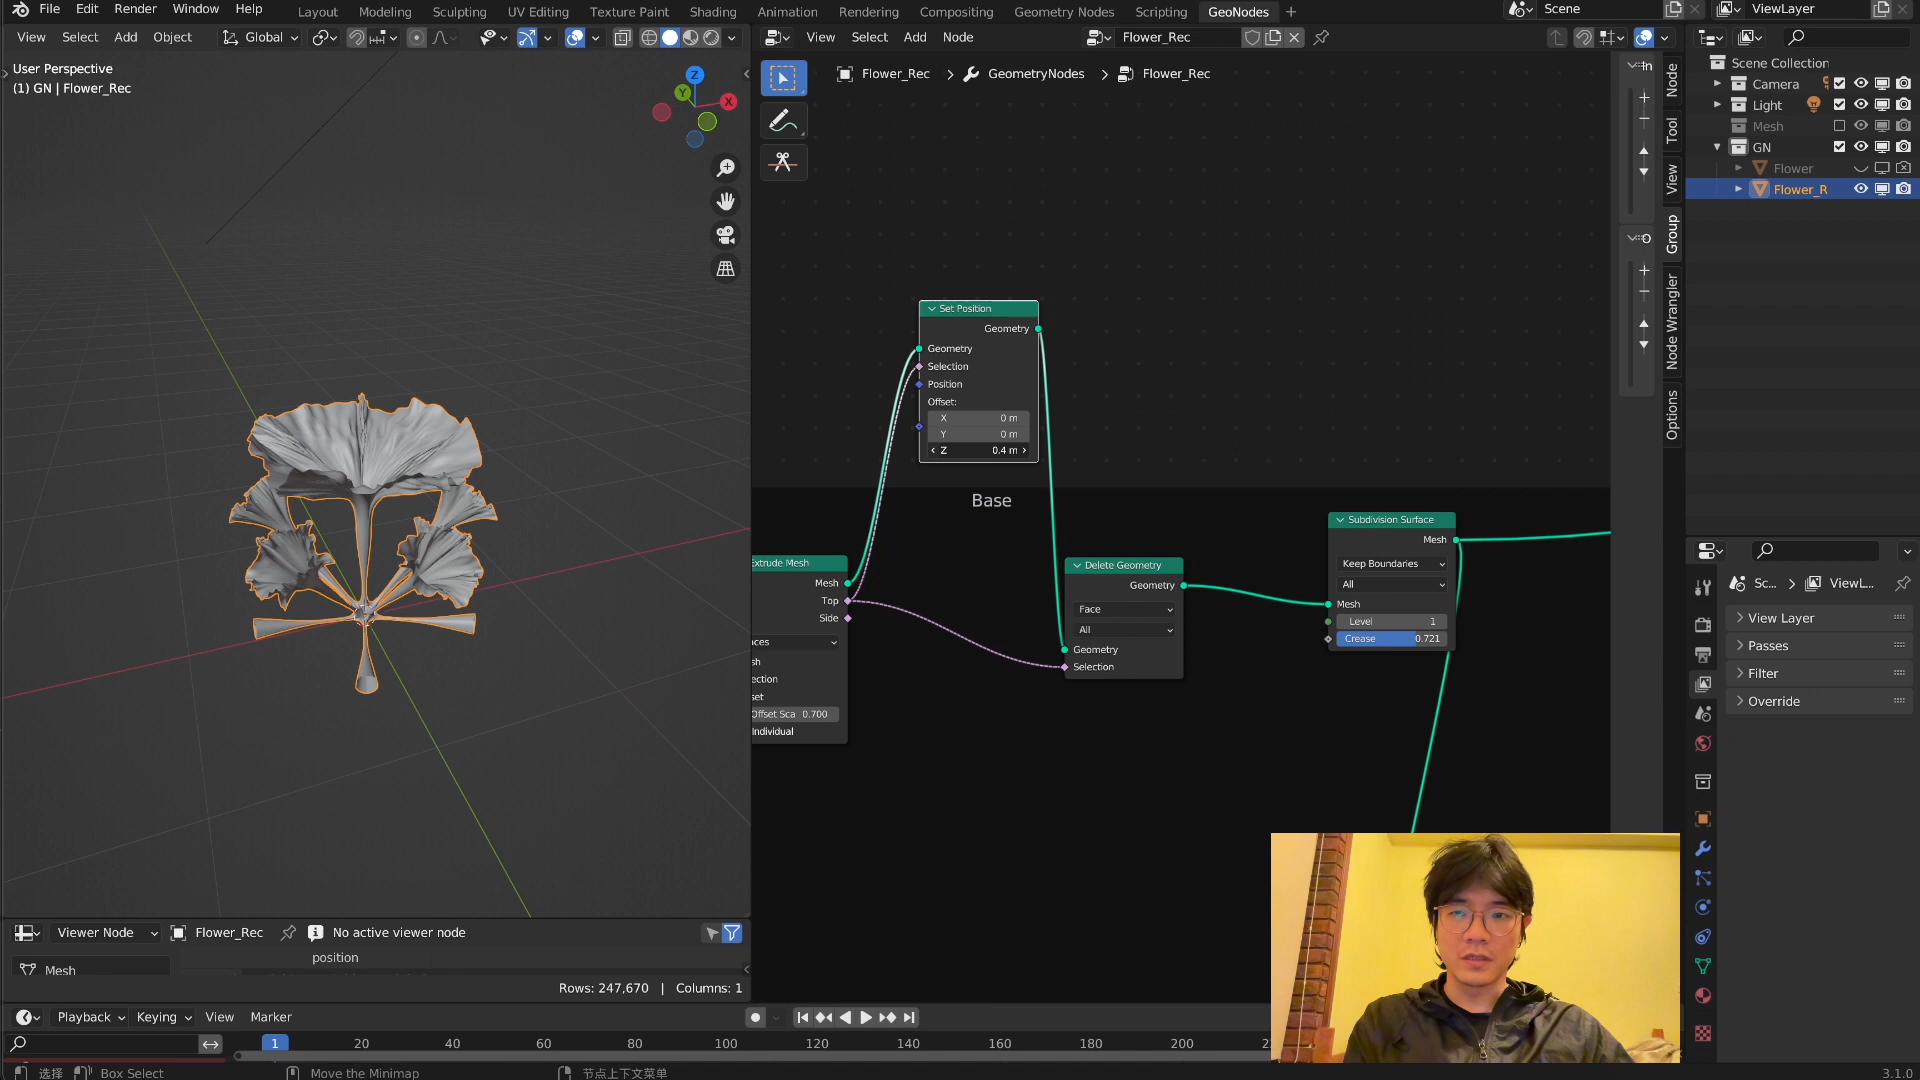 File Edit Render Window Help Layout Modeling Sculpting UV Editing Texture Paint Shading Animation Rendering Compositing Geometry Nodes Scripting GeoNodes Scene ViewLayer
View Select Add Object Global View Select Add Node Flower_Rec
User Perspective
(1) GN | Flower_Rec
Z
Y
X
Flower_Rec > GeometryNodes > Flower_Rec
Scene Collection
Camera
Light
Mesh
GN
Flower
Flower_R
Node
Tool
View
Group
Node Wrangler
Options
In
O
Set Position
Geometry
Geometry
Selection
Position
Offset:
X 0 m
Y 0 m
Z 0.4 m
Base
Extrude Mesh
Mesh
Top
Side
ces
sh
ection
set
Offset Sca 0.700
Individual
Delete Geometry
Geometry
Face
All
Geometry
Selection
Subdivision Surface
Mesh
Keep Boundaries
All
Mesh
Level 1
Crease 0.721
Sc... > ViewL...
View Layer
Passes
Filter
Override
Viewer Node Flower_Rec No active viewer node
position
Mesh
Rows: 247,670 | Columns: 1
Playback Keying View Marker
1 20 40 60 80 100 120 140 160 180 200
选择 Box Select Move the Minimap 节点上下文菜单 3.1.0